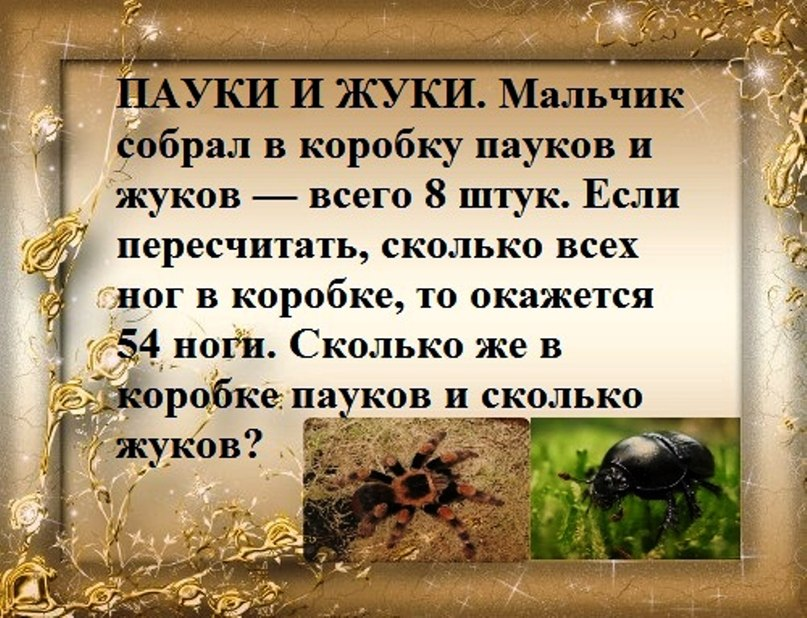 ПАУКИ И ЖУКИ. Мальчик
собрал в коробку пауков и
жуков — всего 8 штук. Если
пересчитать, сколько всех
ног в коробке, то окажется
54 ноги. Сколько же в
коробке пауков и сколько
жуков?